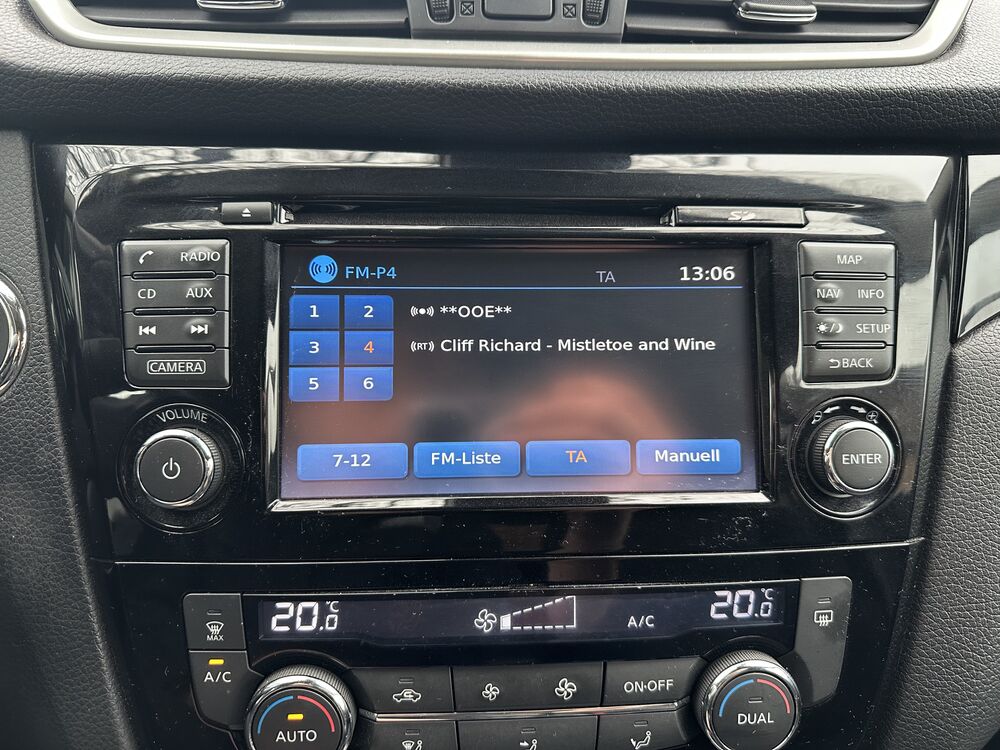 SD
RADIO
CD AUX
CAMERA
VOLUME
FM-P4 TA 13:06
1 2 **OOE**
3 4 (RT) Cliff Richard - Mistletoe and Wine
5 6
7-12 FM-Liste TA Manuell
MAP
NAV INFO
SETUP
BACK
ENTER
20.0°C A/C 20.0°C
MAX
A/C
ON·OFF
AUTO
DUAL